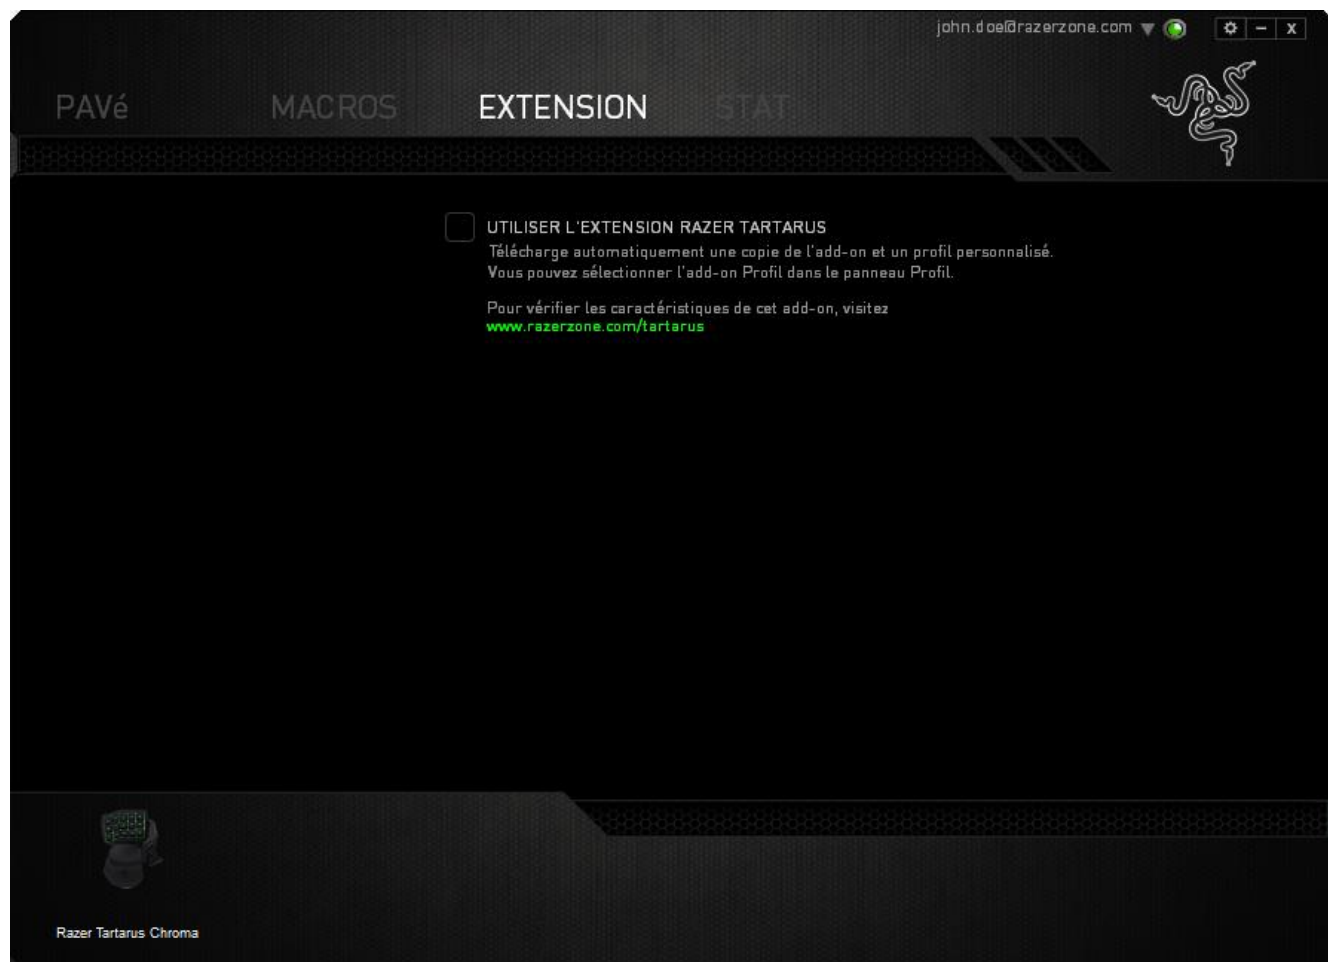 john.doe@razerzone.com
PAVé MACROS EXTENSION STAT
UTILISER L'EXTENSION RAZER TARTARUS
Télécharge automatiquement une copie de l'add-on et un profil personnalisé.
Vous pouvez sélectionner l'add-on Profil dans le panneau Profil.
Pour vérifier les caractéristiques de cet add-on, visitez
www.razerzone.com/tartarus
Razer Tartarus Chroma